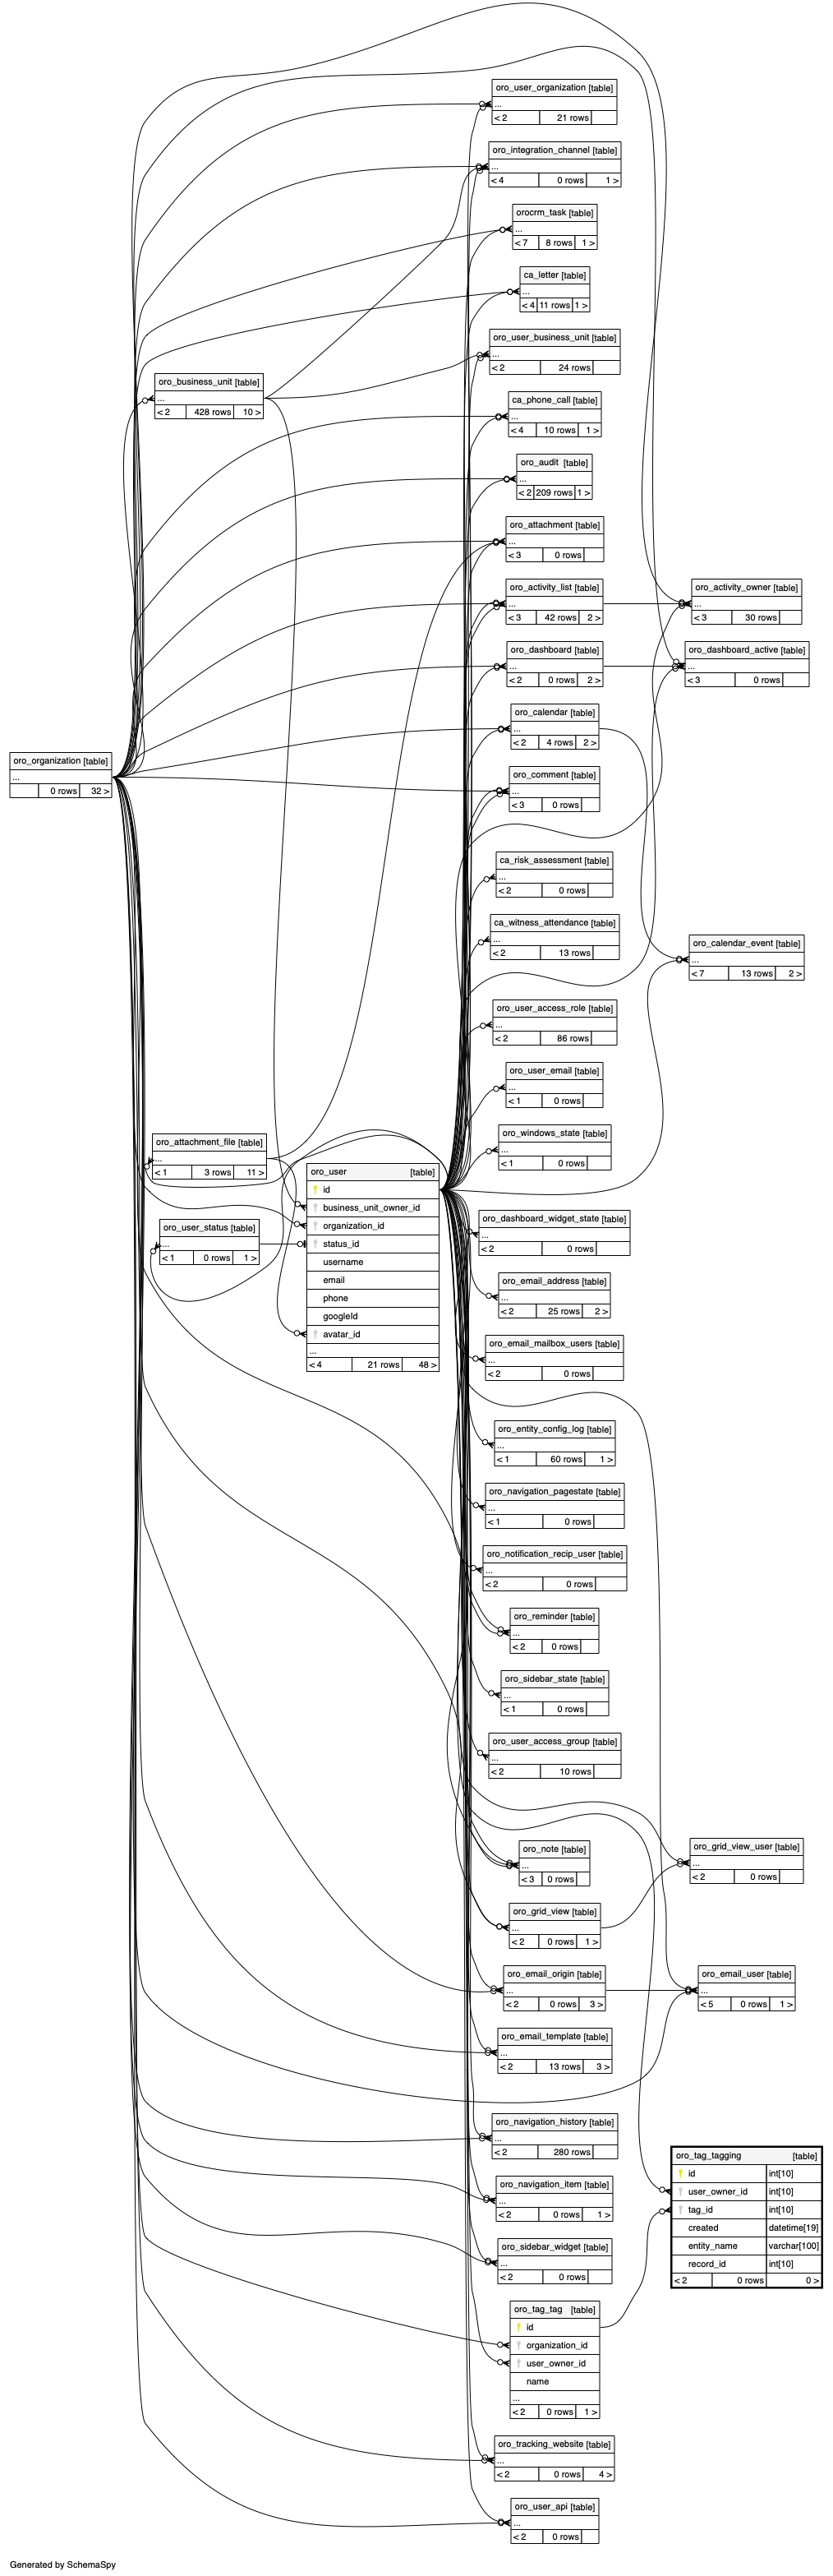 oro_user_organization [table]
...
< 2 21 rows
oro_integration_channel [table]
...
< 4 0 rows 1 >
orocrm_task [table]
...
< 7 8 rows 1 >
ca_letter [table]
...
< 4 11 rows 1 >
oro_user_business_unit [table]
...
< 2 24 rows
oro_business_unit [table]
...
< 2 428 rows 10 >
ca_phone_call [table]
...
< 4 10 rows 1 >
oro_audit [table]
...
< 2 209 rows 1 >
oro_attachment [table]
...
< 3 0 rows
oro_activity_list [table]
...
< 3 42 rows 2 >
oro_activity_owner [table]
...
< 3 30 rows
oro_dashboard [table]
...
< 2 0 rows 2 >
oro_dashboard_active [table]
...
< 3 0 rows
oro_calendar [table]
...
< 2 4 rows 2 >
oro_organization [table]
...
0 rows 32 >
oro_comment [table]
...
< 3 0 rows
ca_risk_assessment [table]
...
< 2 0 rows
ca_witness_attendance [table]
...
< 2 13 rows
oro_calendar_event [table]
...
< 7 13 rows 2 >
oro_user_access_role [table]
...
< 2 86 rows
oro_user_email [table]
...
< 1 0 rows
oro_windows_state [table]
...
< 1 0 rows
oro_attachment_file [table]
...
< 1 3 rows 11 >
oro_user [table]
id
business_unit_owner_id
organization_id
status_id
username
email
phone
googleId
avatar_id
...
< 4 21 rows 48 >
oro_user_status [table]
...
< 1 0 rows 1 >
oro_dashboard_widget_state [table]
...
< 2 0 rows
oro_email_address [table]
...
< 2 25 rows 2 >
oro_email_mailbox_users [table]
...
< 2 0 rows
oro_entity_config_log [table]
...
< 1 60 rows 1 >
oro_navigation_pagestate [table]
...
< 1 0 rows
oro_notification_recip_user [table]
...
< 2 0 rows
oro_reminder [table]
...
< 2 0 rows
oro_sidebar_state [table]
...
< 1 0 rows
oro_user_access_group [table]
...
< 2 10 rows
oro_note [table]
...
< 3 0 rows
oro_grid_view_user [table]
...
< 2 0 rows
oro_grid_view [table]
...
< 2 0 rows 1 >
oro_email_origin [table]
...
< 2 0 rows 3 >
oro_email_user [table]
...
< 5 0 rows 1 >
oro_email_template [table]
...
< 2 13 rows 3 >
oro_navigation_history [table]
...
< 2 280 rows
oro_tag_tagging [table]
id int[10]
user_owner_id int[10]
tag_id int[10]
created datetime[19]
entity_name varchar[100]
record_id int[10]
< 2 0 rows 0 >
oro_navigation_item [table]
...
< 2 0 rows 1 >
oro_sidebar_widget [table]
...
< 2 0 rows
oro_tag_tag [table]
id
organization_id
user_owner_id
name
...
< 2 0 rows 1 >
oro_tracking_website [table]
...
< 2 0 rows 4 >
oro_user_api [table]
...
< 2 0 rows
Generated by SchemaSpy